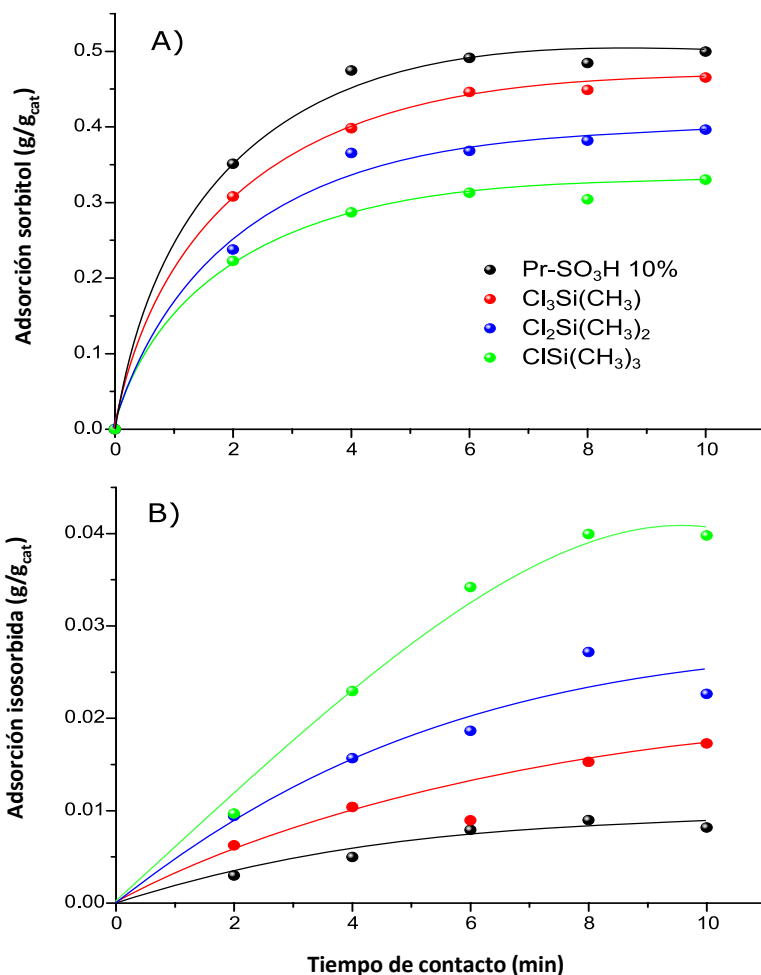 A)
Adsorción sorbitol (g/g_cat)
0.5
0.4
0.3
0.2
0.1
0.0
Pr-SO₃H 10%
Cl₃Si(CH₃)
Cl₂Si(CH₃)₂
ClSi(CH₃)₃
0 2 4 6 8 10
B)
Adsorción isosorbida (g/g_cat)
0.04
0.03
0.02
0.01
0.00
0 2 4 6 8 10
Tiempo de contacto (min)